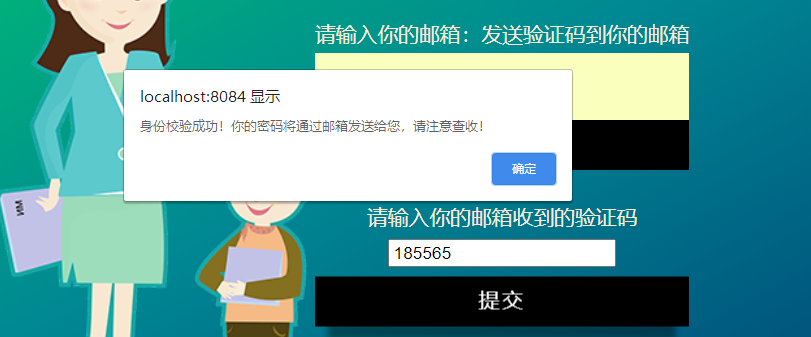 请输入你的邮箱：发送验证码到你的邮箱
localhost:8084 显示
身份校验成功！你的密码将通过邮箱发送给您，请注意查收！
确定
请输入你的邮箱收到的验证码
185565
提交